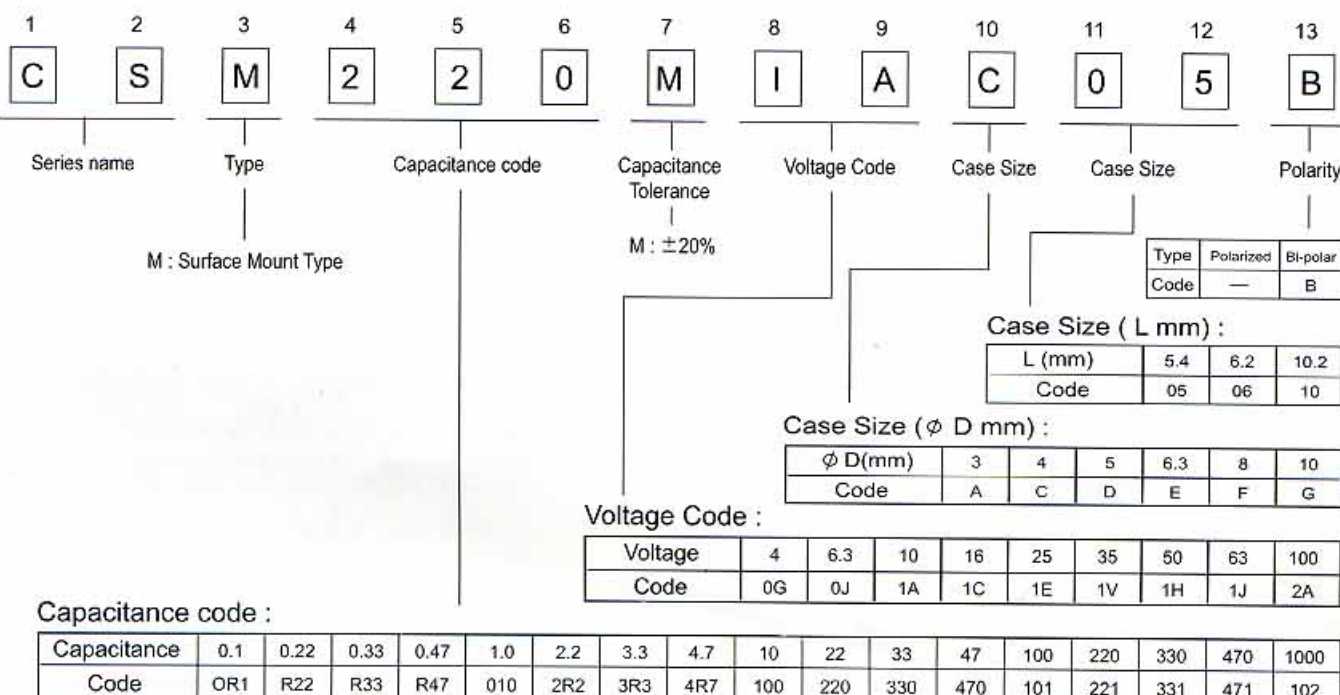 1 2 3 4 5 6 7 8 9 10 11 12 13
C S M 2 2 0 M I A C 0 5 B
Series name Type Capacitance code Capacitance Tolerance Voltage Code Case Size Case Size Polarity
M : Surface Mount Type
M : ±20%
Type Polarized Bi-polar
Code — B
Case Size ( L mm) :
L (mm) 5.4 6.2 10.2
Code 05 06 10
Case Size (ϕ D mm) :
ϕ D(mm) 3 4 5 6.3 8 10
Code A C D E F G
Voltage Code :
Voltage 4 6.3 10 16 25 35 50 63 100
Code 0G 0J 1A 1C 1E 1V 1H 1J 2A
Capacitance code :
Capacitance 0.1 0.22 0.33 0.47 1.0 2.2 3.3 4.7 10 22 33 47 100 220 330 470 1000
Code OR1 R22 R33 R47 010 2R2 3R3 4R7 100 220 330 470 101 221 331 471 102